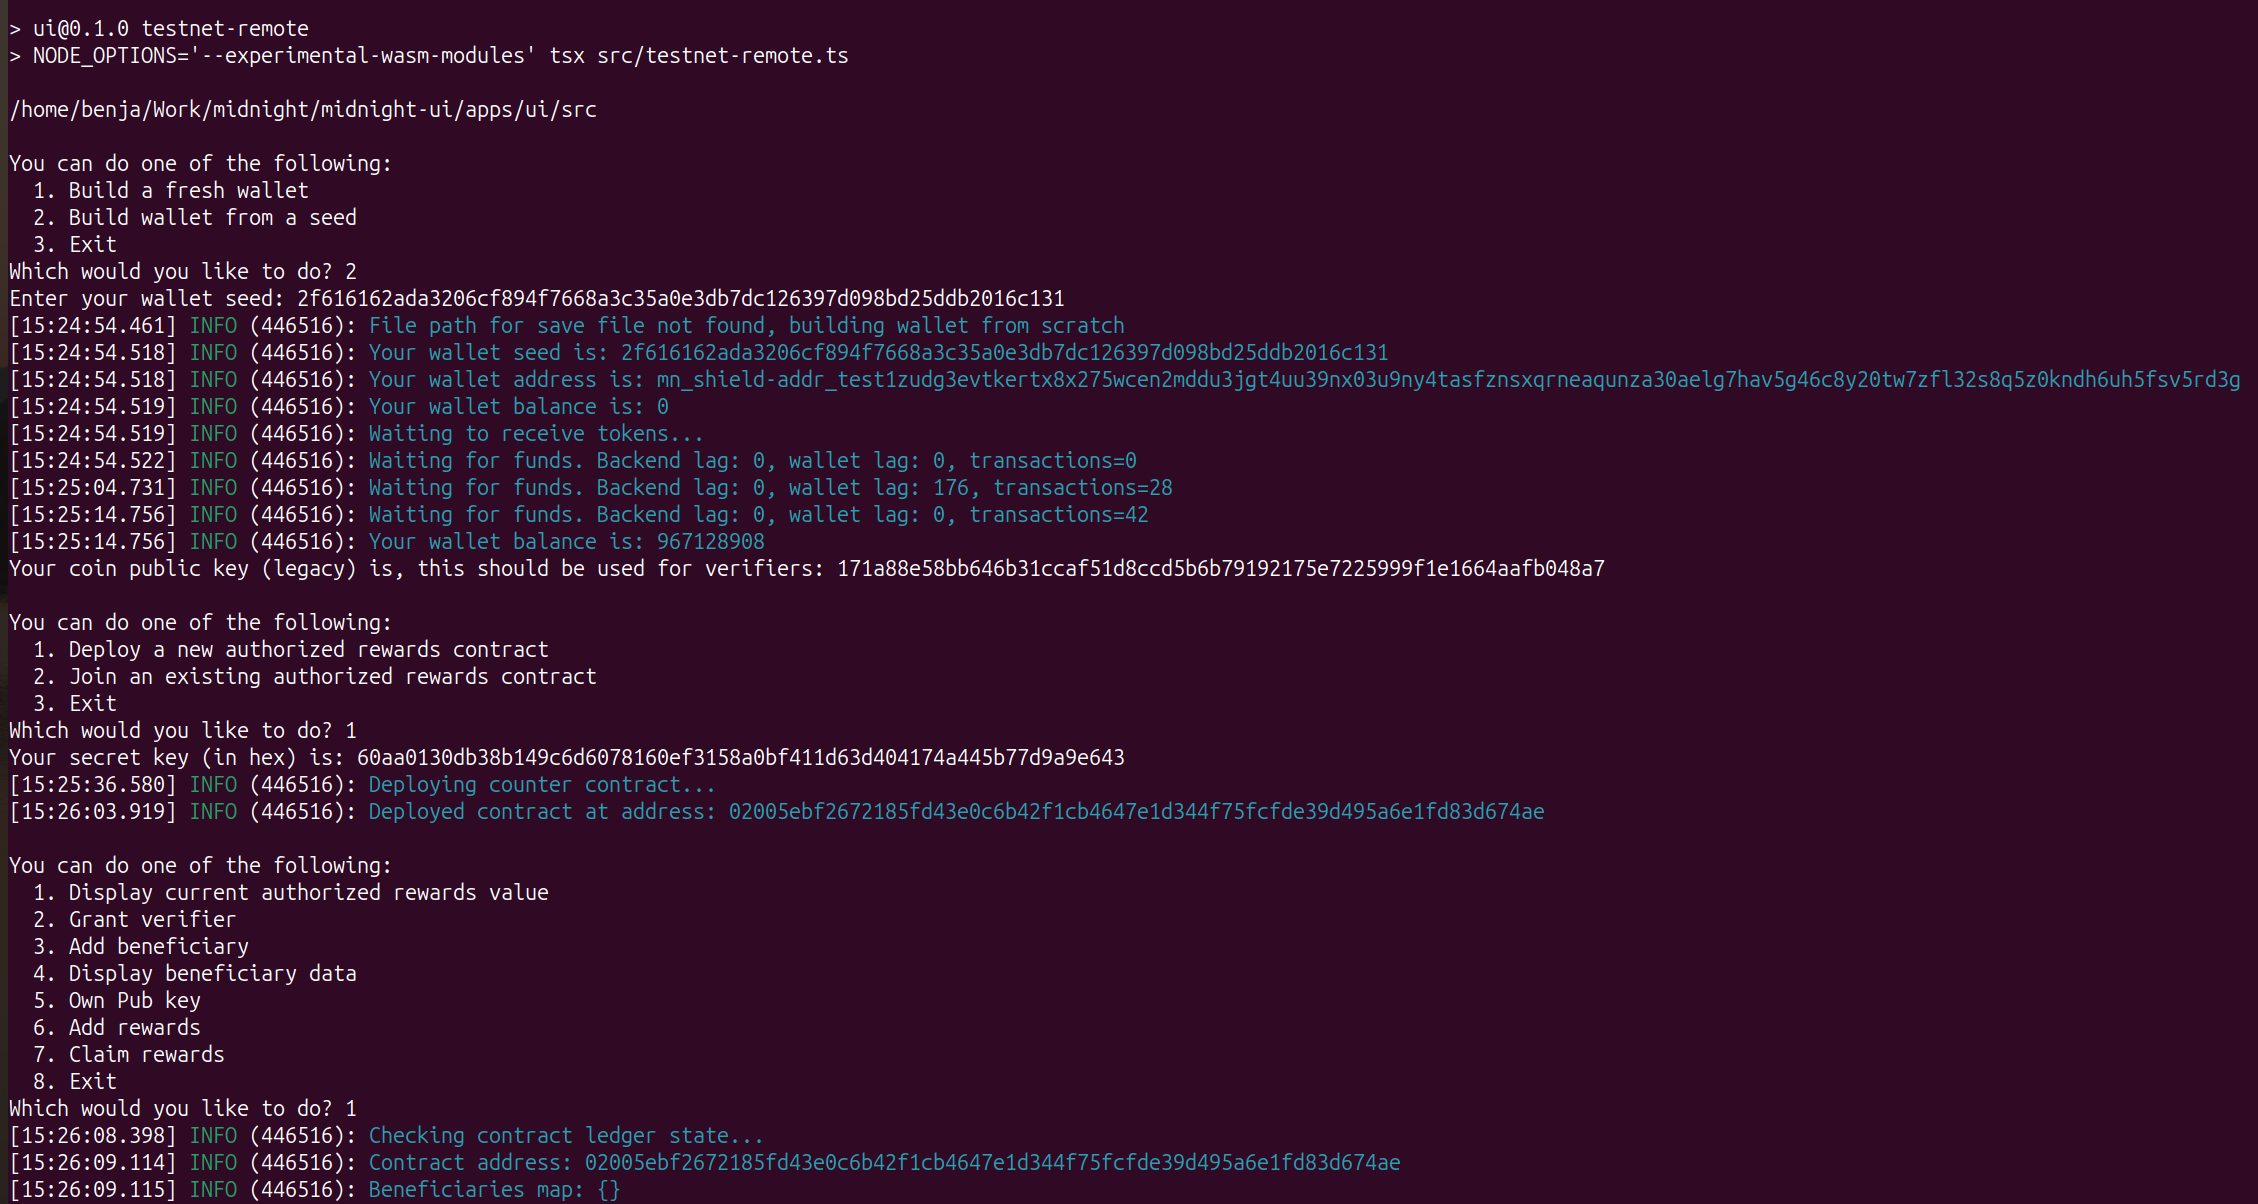 > ui@0.1.0 testnet-remote
> NODE_OPTIONS='--experimental-wasm-modules' tsx src/testnet-remote.ts
/home/benja/Work/midnight/midnight-ui/apps/ui/src
You can do one of the following:
1. Build a fresh wallet
2. Build wallet from a seed
3. Exit
Which would you like to do? 2
Enter your wallet seed: 2f616162ada3206cf894f7668a3c35a0e3db7dc126397d098bd25ddb2016c131
[15:24:54.461] INFO (446516): File path for save file not found, building wallet from scratch
[15:24:54.518] INFO (446516): Your wallet seed is: 2f616162ada3206cf894f7668a3c35a0e3db7dc126397d098bd25ddb2016c131
[15:24:54.518] INFO (446516): Your wallet address is: mn_shield-addr_test1zudg3evtkertx8x275wcen2mddu3jgt4uu39nx03u9ny4tasfznsxqrneaqunza30aelg7hav5g46c8y20tw7zfl32s8q5z0kndh6uh5fsv5rd3g
[15:24:54.519] INFO (446516): Your wallet balance is: 0
[15:24:54.519] INFO (446516): Waiting to receive tokens...
[15:24:54.522] INFO (446516): Waiting for funds. Backend lag: 0, wallet lag: 0, transactions=0
[15:25:04.731] INFO (446516): Waiting for funds. Backend lag: 0, wallet lag: 176, transactions=28
[15:25:14.756] INFO (446516): Waiting for funds. Backend lag: 0, wallet lag: 0, transactions=42
[15:25:14.756] INFO (446516): Your wallet balance is: 967128908
Your coin public key (legacy) is, this should be used for verifiers: 171a88e58bb646b31ccaf51d8ccd5b6b79192175e7225999f1e1664aafb048a7
You can do one of the following:
1. Deploy a new authorized rewards contract
2. Join an existing authorized rewards contract
3. Exit
Which would you like to do? 1
Your secret key (in hex) is: 60aa0130db38b149c6d6078160ef3158a0bf411d63d404174a445b77d9a9e643
[15:25:36.580] INFO (446516): Deploying counter contract...
[15:26:03.919] INFO (446516): Deployed contract at address: 02005ebf2672185fd43e0c6b42f1cb4647e1d344f75fcfde39d495a6e1fd83d674ae
You can do one of the following:
1. Display current authorized rewards value
2. Grant verifier
3. Add beneficiary
4. Display beneficiary data
5. Own Pub key
6. Add rewards
7. Claim rewards
8. Exit
Which would you like to do? 1
[15:26:08.398] INFO (446516): Checking contract ledger state...
[15:26:09.114] INFO (446516): Contract address: 02005ebf2672185fd43e0c6b42f1cb4647e1d344f75fcfde39d495a6e1fd83d674ae
[15:26:09.115] INFO (446516): Beneficiaries map: {}